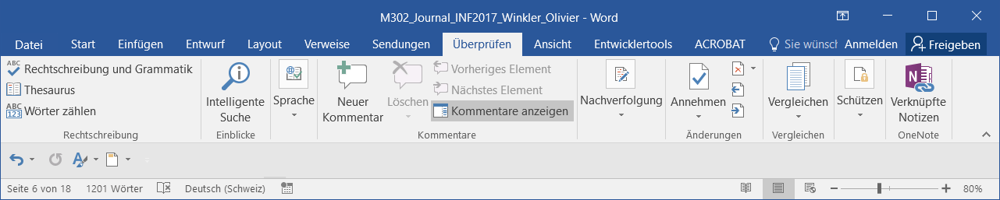 M302_Journal_INF2017_Winkler_Olivier - Word
Datei Start Einfügen Entwurf Layout Verweise Sendungen Überprüfen Ansicht Entwicklertools ACROBAT Sie wünscl Anmelden Freigeben
ABC Rechtschreibung und Grammatik
Thesaurus
ABC 123 Wörter zählen
Rechtschreibung
Intelligente
Suche
Einblicke
Sprache
Neuer
Kommentar
Löschen
Vorheriges Element
Nächstes Element
Kommentare anzeigen
Kommentare
Nachverfolgung
Annehmen
Änderungen
Vergleichen
Vergleichen
Schützen
N
Verknüpfte
Notizen
OneNote
Seite 6 von 18 1201 Wörter Deutsch (Schweiz) 80%